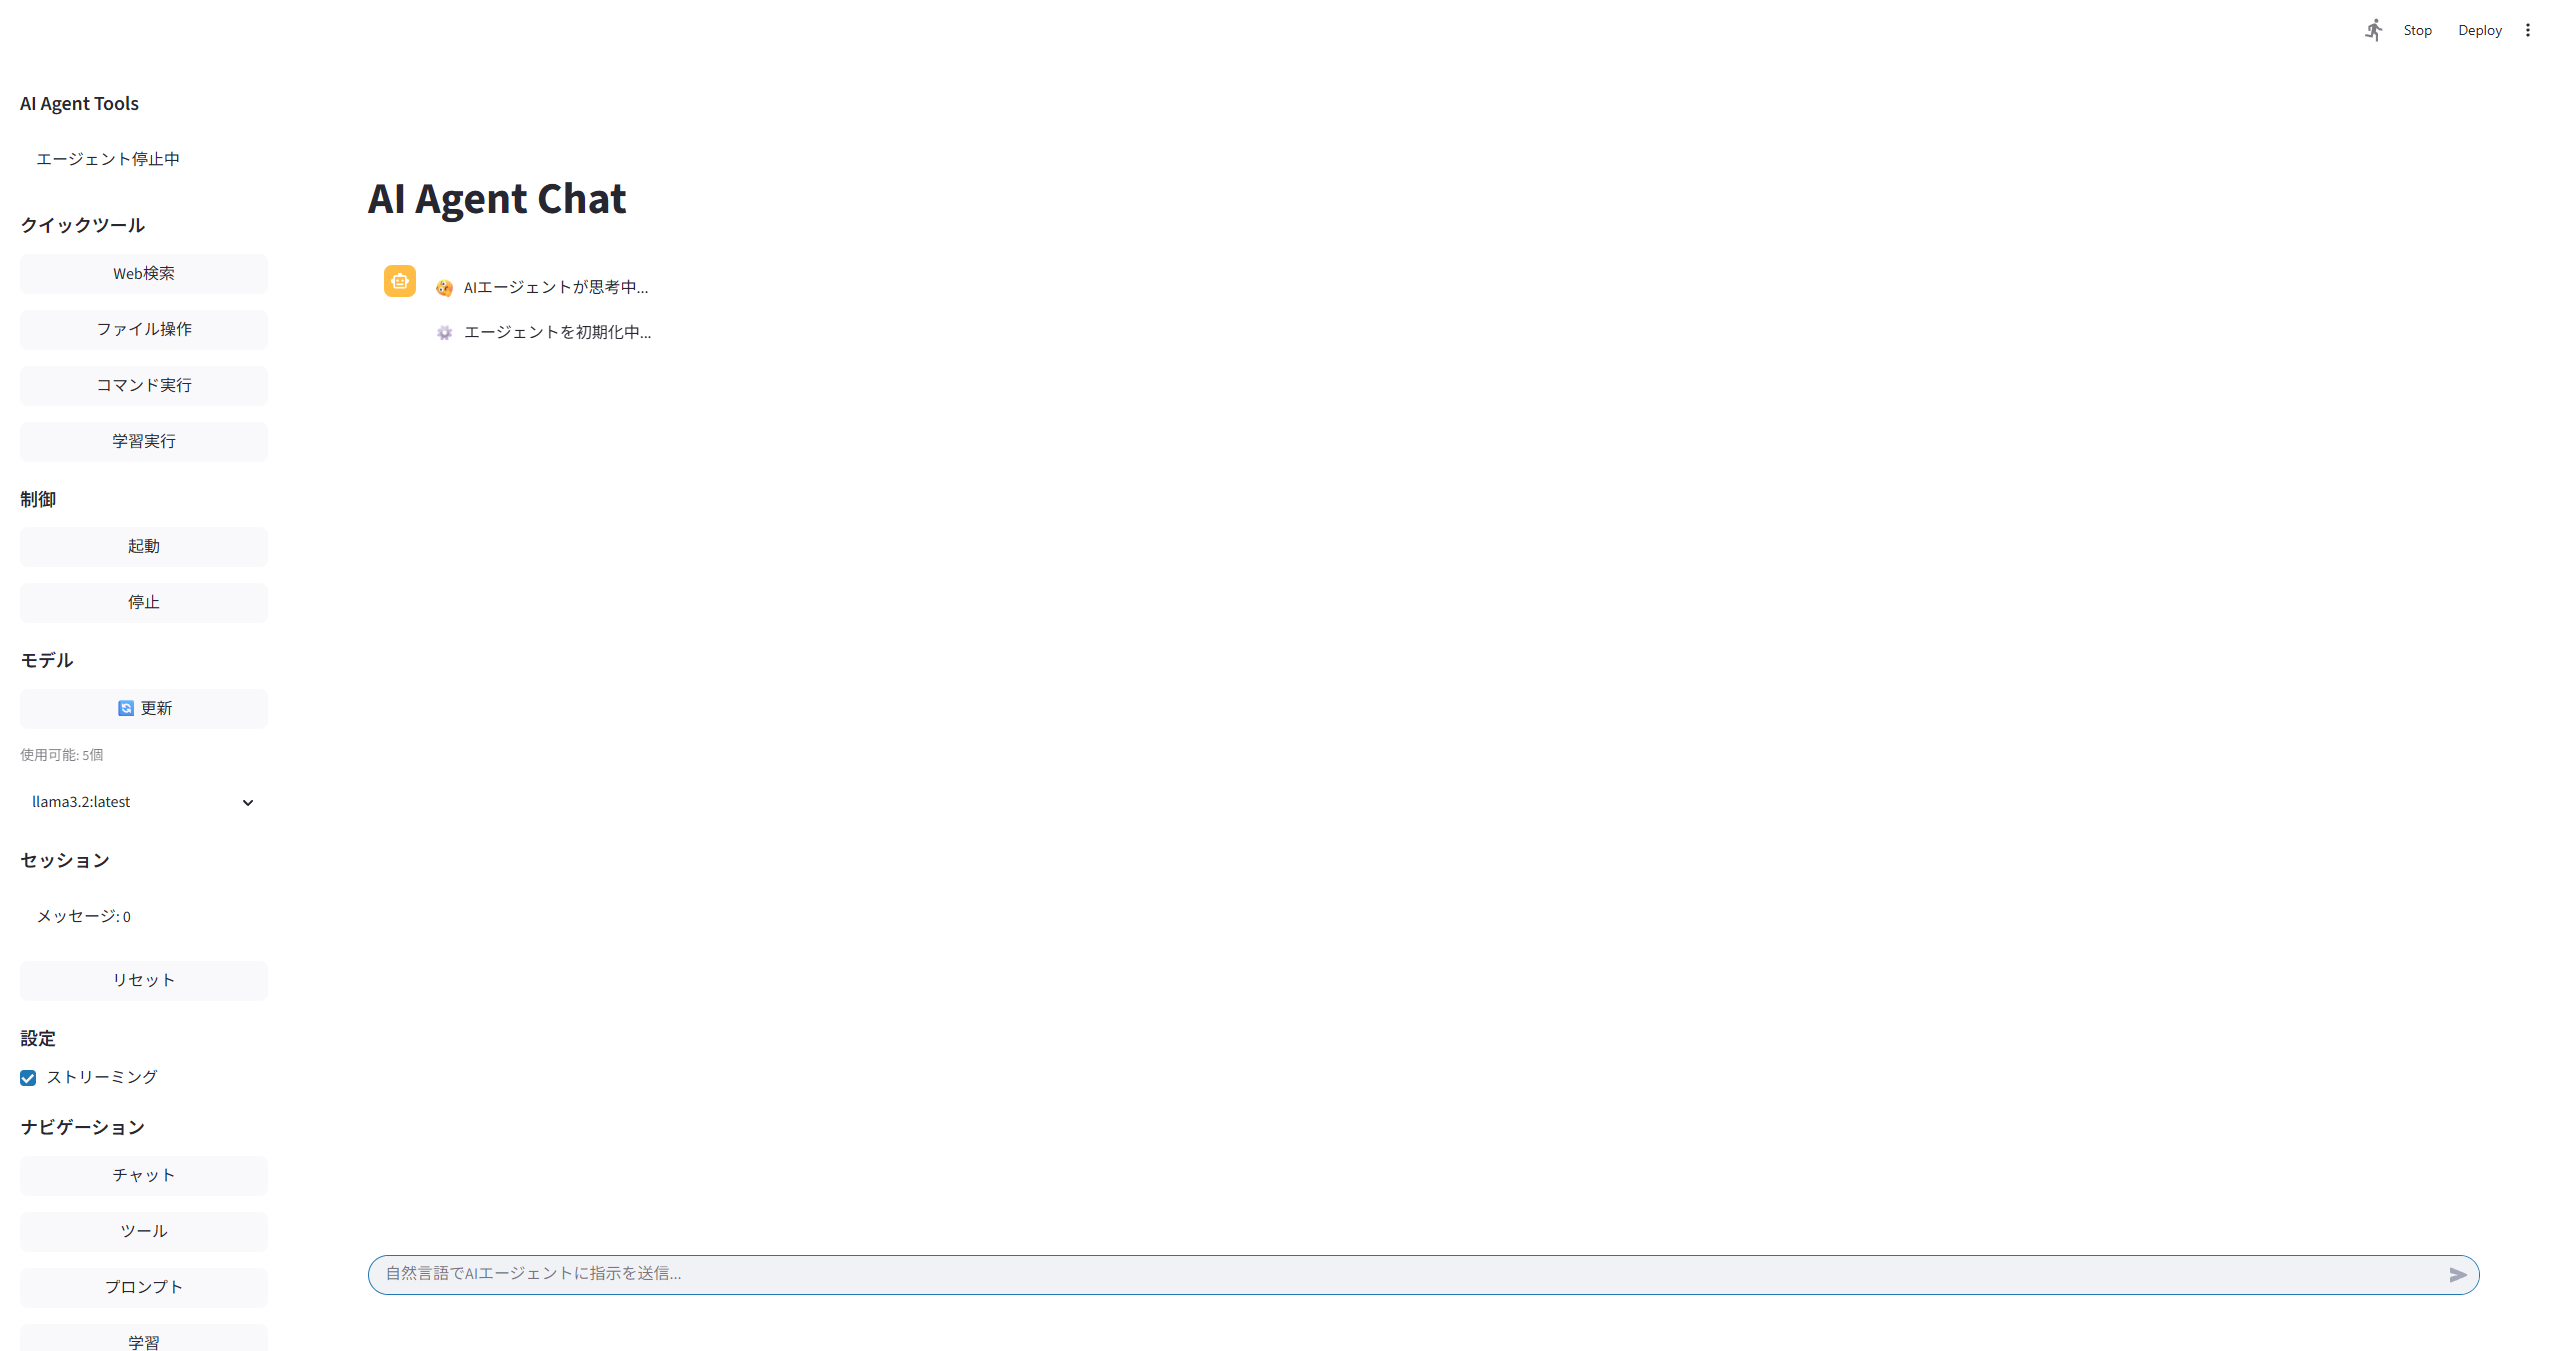 Stop
Deploy
AI Agent Tools
エージェント停止中
クイックツール
Web検索
ファイル操作
コマンド実行
学習実行
制御
起動
停止
モデル
更新
使用可能: 5個
llama3.2:latest
セッション
メッセージ: 0
リセット
設定
ストリーミング
ナビゲーション
チャット
ツール
プロンプト
学習
AI Agent Chat
AIエージェントが思考中...
エージェントを初期化中...
自然言語でAIエージェントに指示を送信...